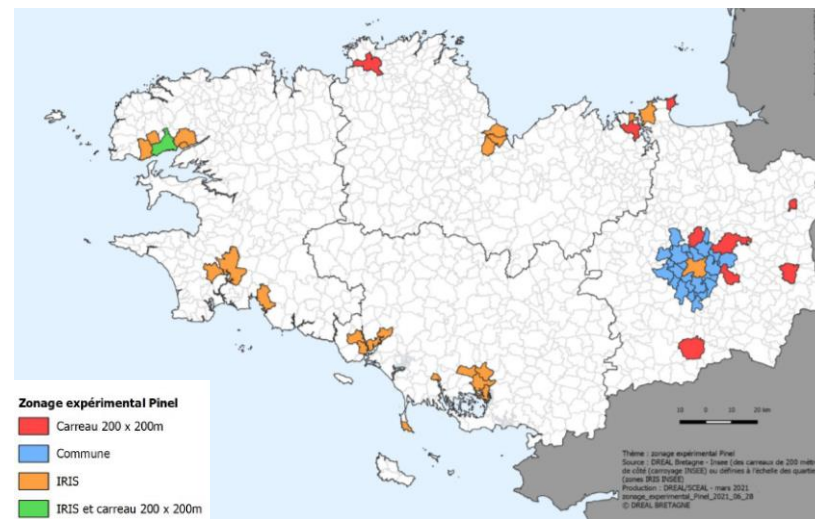 Zonage expérimental Pinel
Carreau 200 x 200m
Commune
IRIS
IRIS et carreau 200 x 200m
10 0 10 20 km
Thème : zonage expérimental Pinel
Source : DREAL Bretagne - Insee (des carreaux de 200 mètr
de côté (carroyage INSEE) ou définies à l'échelle des quartie
(zones IRIS INSEE)
Production : DREAL/SCEAL - mars 2021
zonage_experimental_Pinel_2021_06_28
© DREAL BRETAGNE